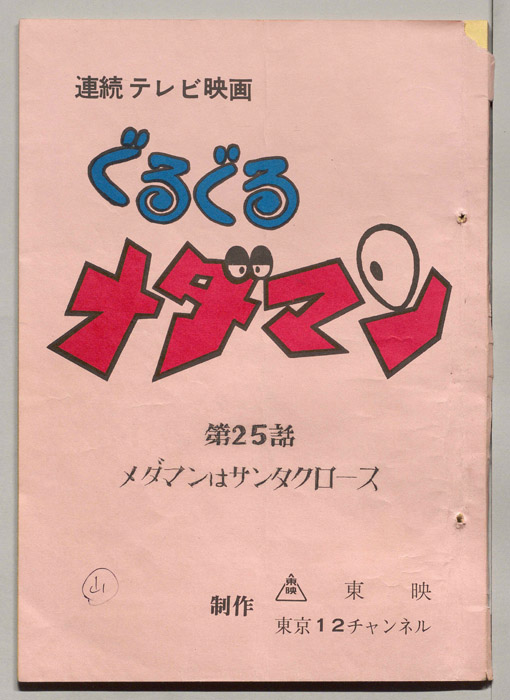 連続テレビ映画
ぐるぐる
メダマン
第25話
メダマンはサンタクロース
山
制作
東映
東映
東京12チャンネル